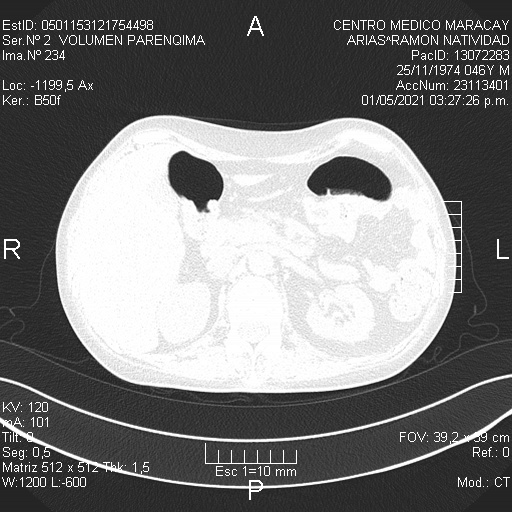 EstID: 0501153121754498
Ser.Nº 2 VOLUMEN PARENQIMA
Ima.Nº 234
Loc: -1199,5 Ax
Ker.: B50f
A
CENTRO MEDICO MARACAY
ARIAS^RAMON NATIVIDAD
PacID: 13072283
25/11/1974 046Y M
AccNum: 23113401
01/05/2021 03:27:26 p.m.
R
L
KV: 120
mA: 101
Tilt: 0
Seg: 0,5
Matriz 512 x 512 Thk: 1,5
W:1200 L:-600
Esc 1=10 mm
P
FOV: 39,2 x 39 cm
Ref.: 0
Mod.: CT